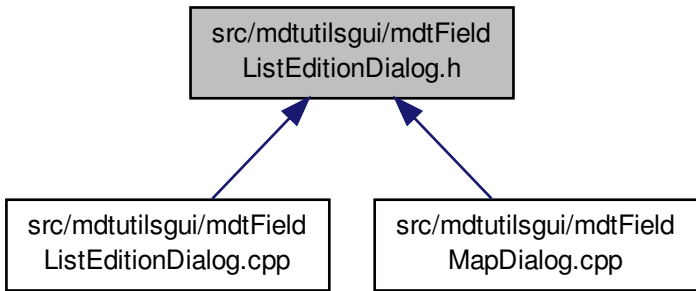 src/mdtutilsgui/mdtField
ListEditionDialog.h
src/mdtutilsgui/mdtField
ListEditionDialog.cpp
src/mdtutilsgui/mdtField
MapDialog.cpp